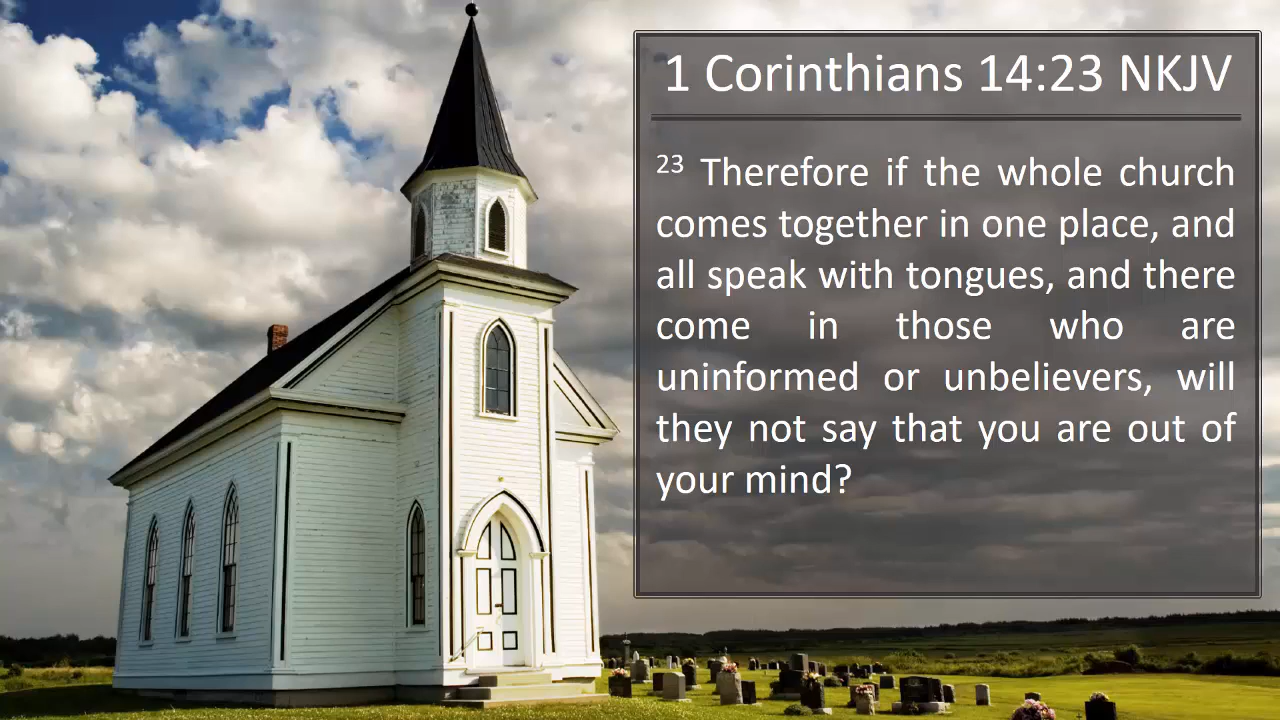 1 Corinthians 14:23 NKJV
23 Therefore if the whole church
comes together in one place, and
all speak with tongues, and there
come in those who are
uninformed or unbelievers, will
they not say that you are out of
your mind?